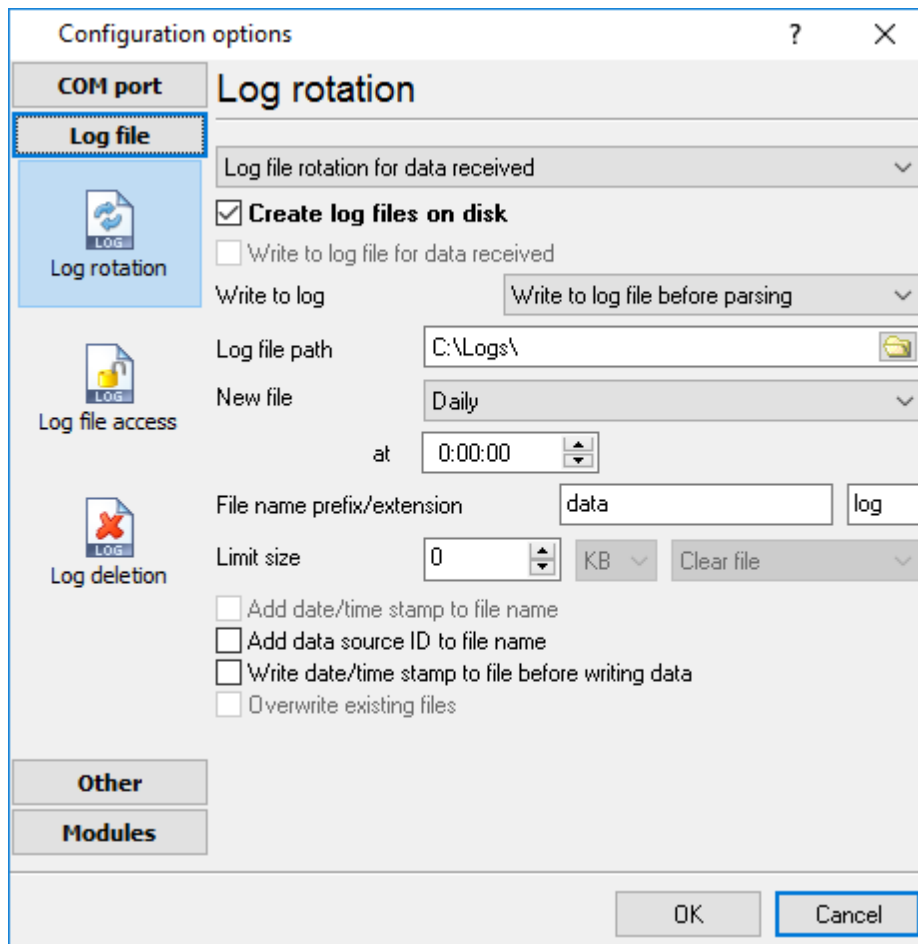 Configuration options ?
COM port
Log file
LOG
Log rotation
LOG
Log file access
LOG
Log deletion
Other
Modules
Log rotation
Log file rotation for data received
Create log files on disk
Write to log file for data received
Write to log Write to log file before parsing
Log file path C:\Logs\
New file Daily
at 0:00:00
File name prefix/extension data log
Limit size 0 KB Clear file
Add date/time stamp to file name
Add data source ID to file name
Write date/time stamp to file before writing data
Overwrite existing files
OK Cancel